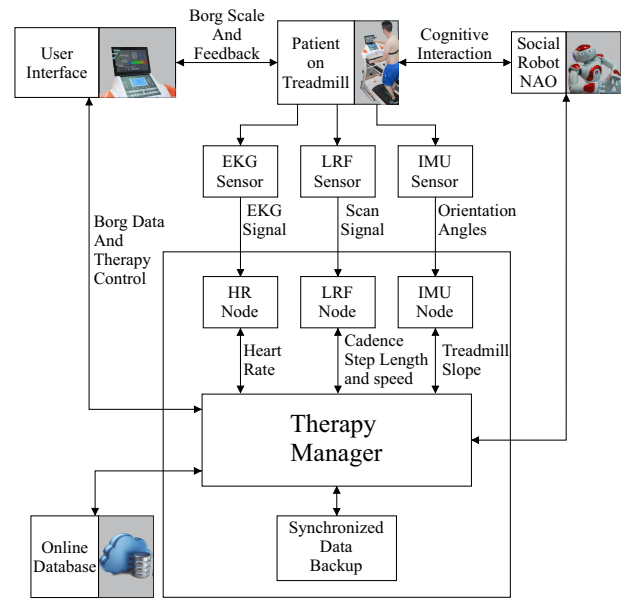 User
Interface
Borg Scale
And
Feedback
Patient
on
Treadmill
Cognitive
Interaction
Social
Robot
NAO
EKG
Sensor
LRF
Sensor
IMU
Sensor
EKG
Signal
Scan
Signal
Orientation
Angles
Borg Data
And
Therapy
Control
HR
Node
LRF
Node
IMU
Node
Heart
Rate
Cadence
Step Length
and speed
Treadmill
Slope
Therapy
Manager
Online
Database
Synchronized
Data
Backup